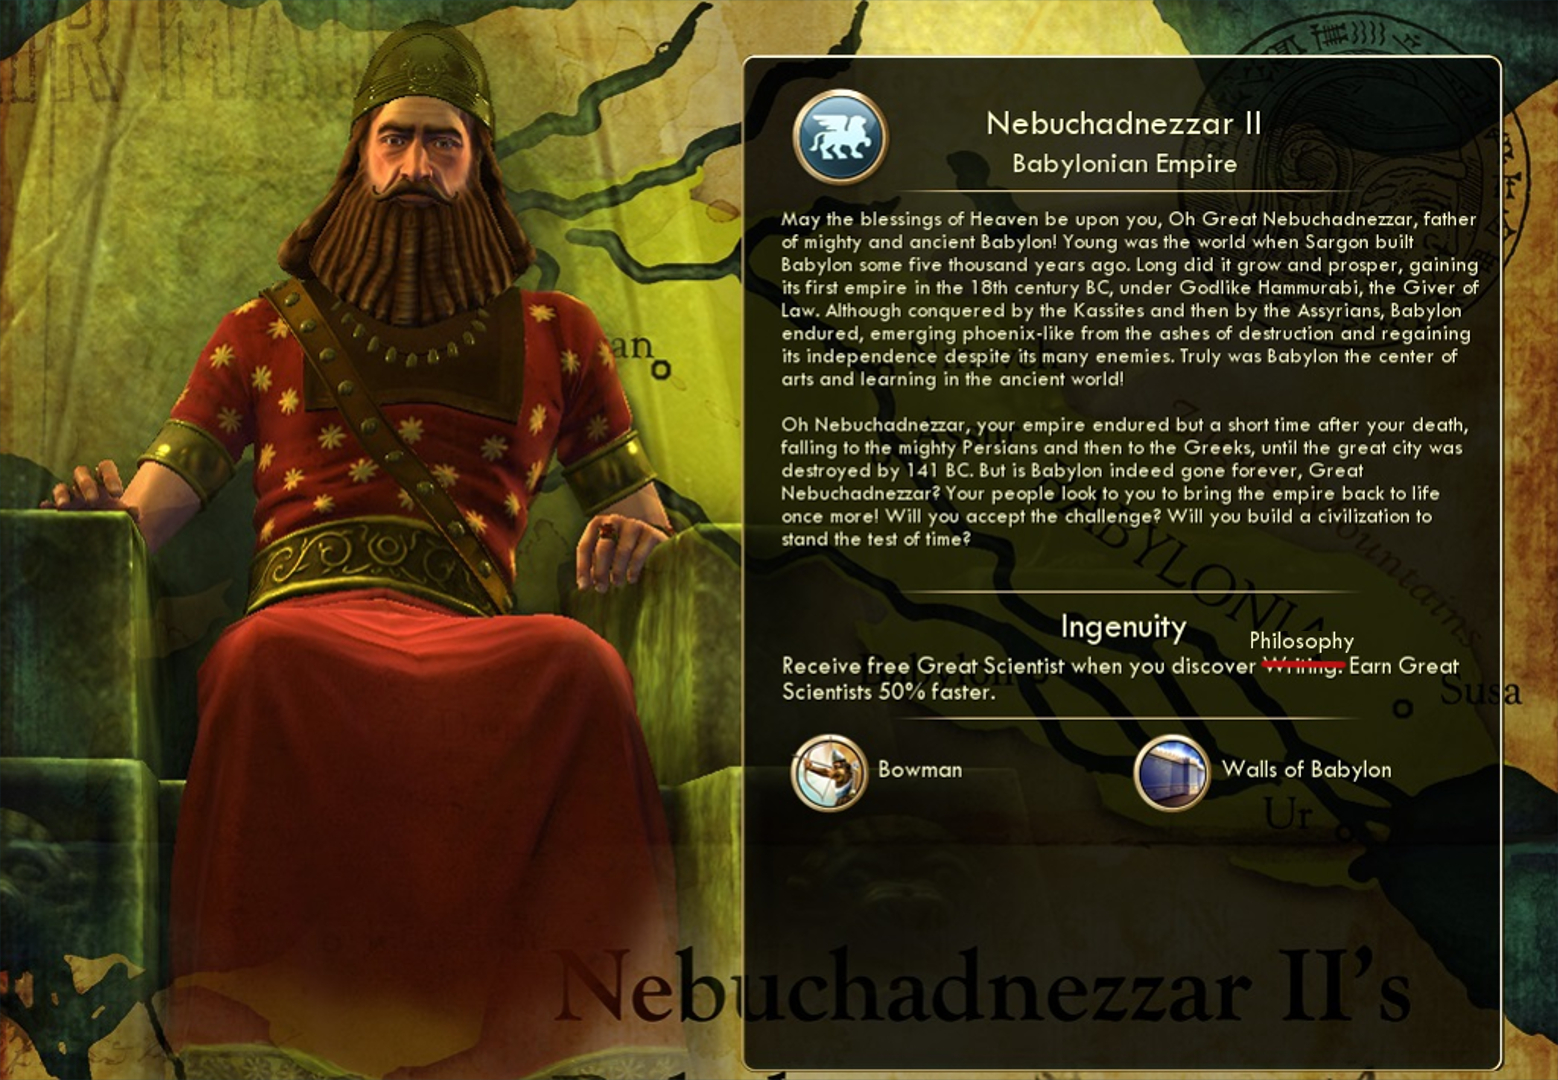 Nebuchadnezzar II
Babylonian Empire
May the blessings of Heaven be upon you, Oh Great Nebuchadnezzar, father
of mighty and ancient Babylon! Young was the world when Sargon built
Babylon some five thousand years ago. Long did it grow and prosper, gaining
its first empire in the 18th century BC, under Godlike Hammurabi, the Giver of
Law. Although conquered by the Kassites and then by the Assyrians, Babylon
endured, emerging phoenix-like from the ashes of destruction and regaining
its independence despite its many enemies. Truly was Babylon the center of
arts and learning in the ancient world!
Oh Nebuchadnezzar, your empire endured but a short time after your death,
falling to the mighty Persians and then to the Greeks, until the great city was
destroyed by 141 BC. But is Babylon indeed gone forever, Great
Nebuchadnezzar? Your people look to you to bring the empire back to life
once more! Will you accept the challenge? Will you build a civilization to
stand the test of time?
Ingenuity
Philosophy
Receive free Great Scientist when you discover Writing. Earn Great
Scientists 50% faster.
Bowman
Walls of Babylon
an
Nineveh
BABYLONIA
Mountains
Babylon
Susa
Ur
Nebuchadnezzar II's